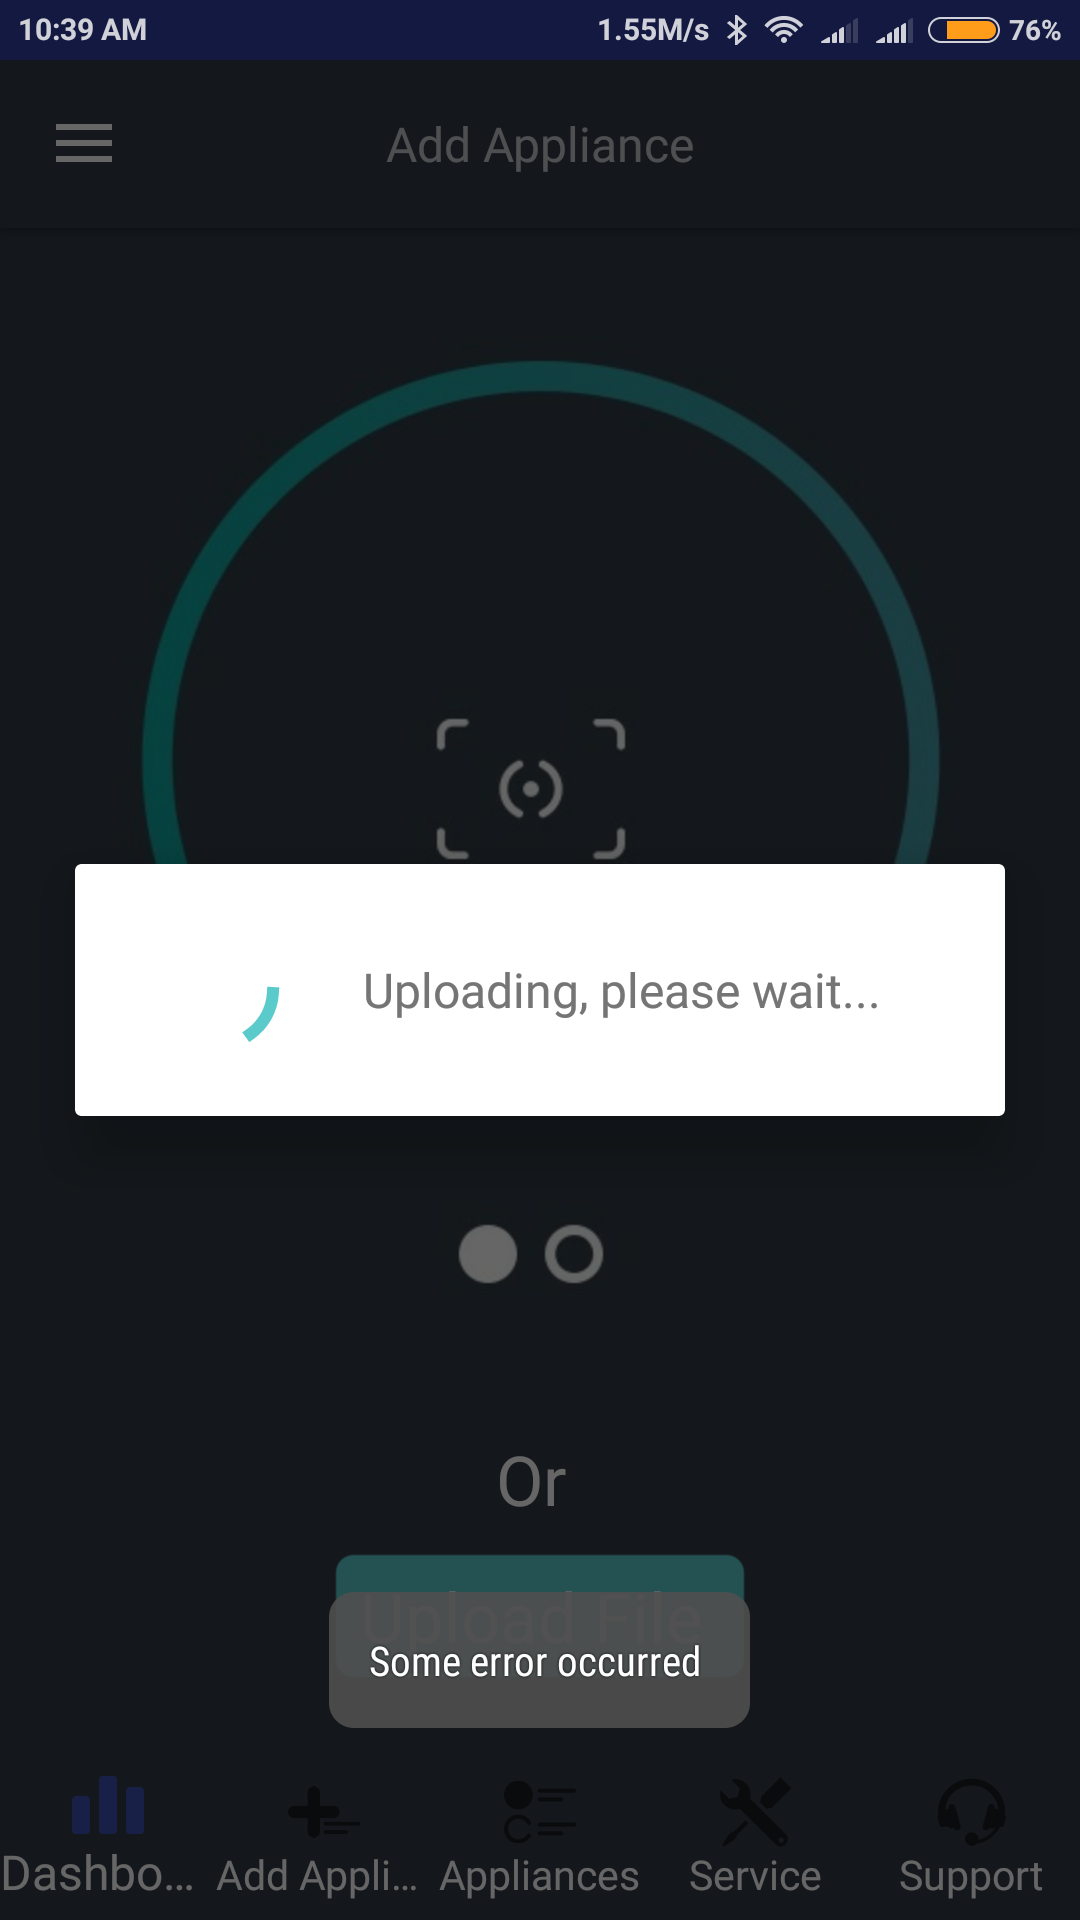 10:39 AM 1.55M/s 76%
Add Appliance
Uploading, please wait...
Or
Upload File
Some error occurred
Dashbo... Add Appli... Appliances Service Support